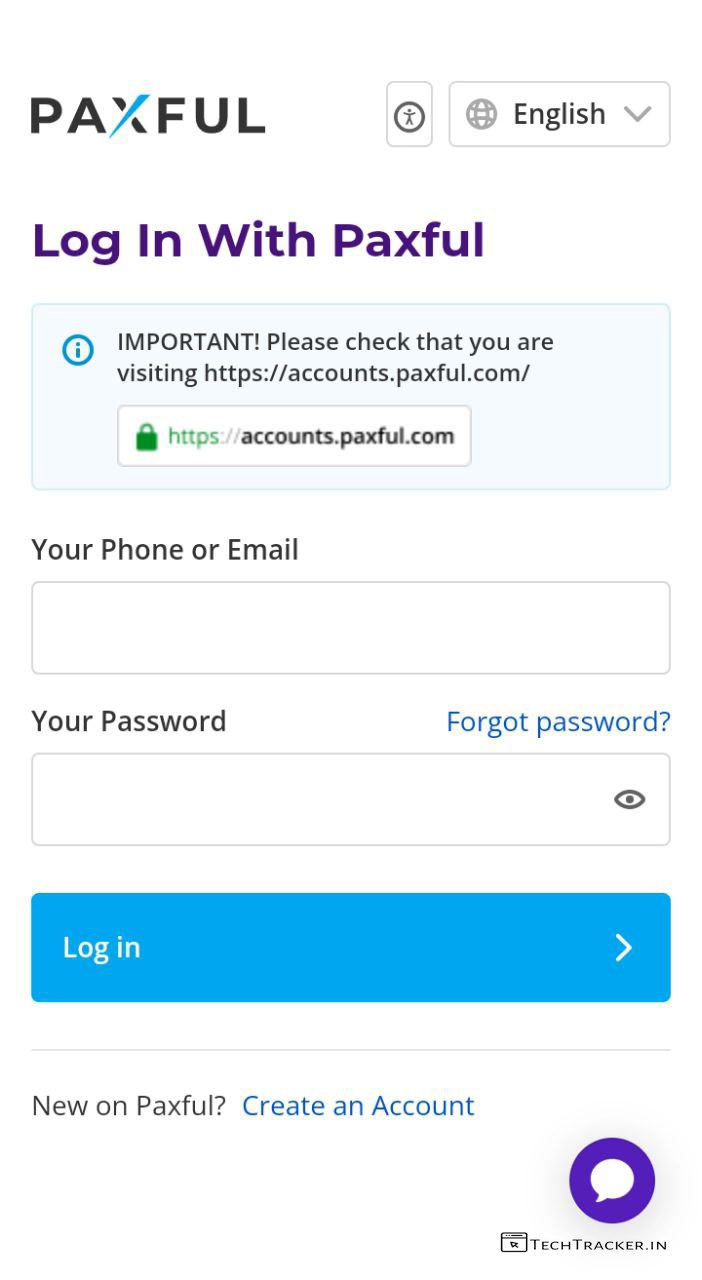 PAXFUL
English
Log In With Paxful
IMPORTANT! Please check that you are
visiting https://accounts.paxful.com/
https://accounts.paxful.com
Your Phone or Email
Your Password Forgot password?
Log in
New on Paxful? Create an Account
TECHTRACKER.IN